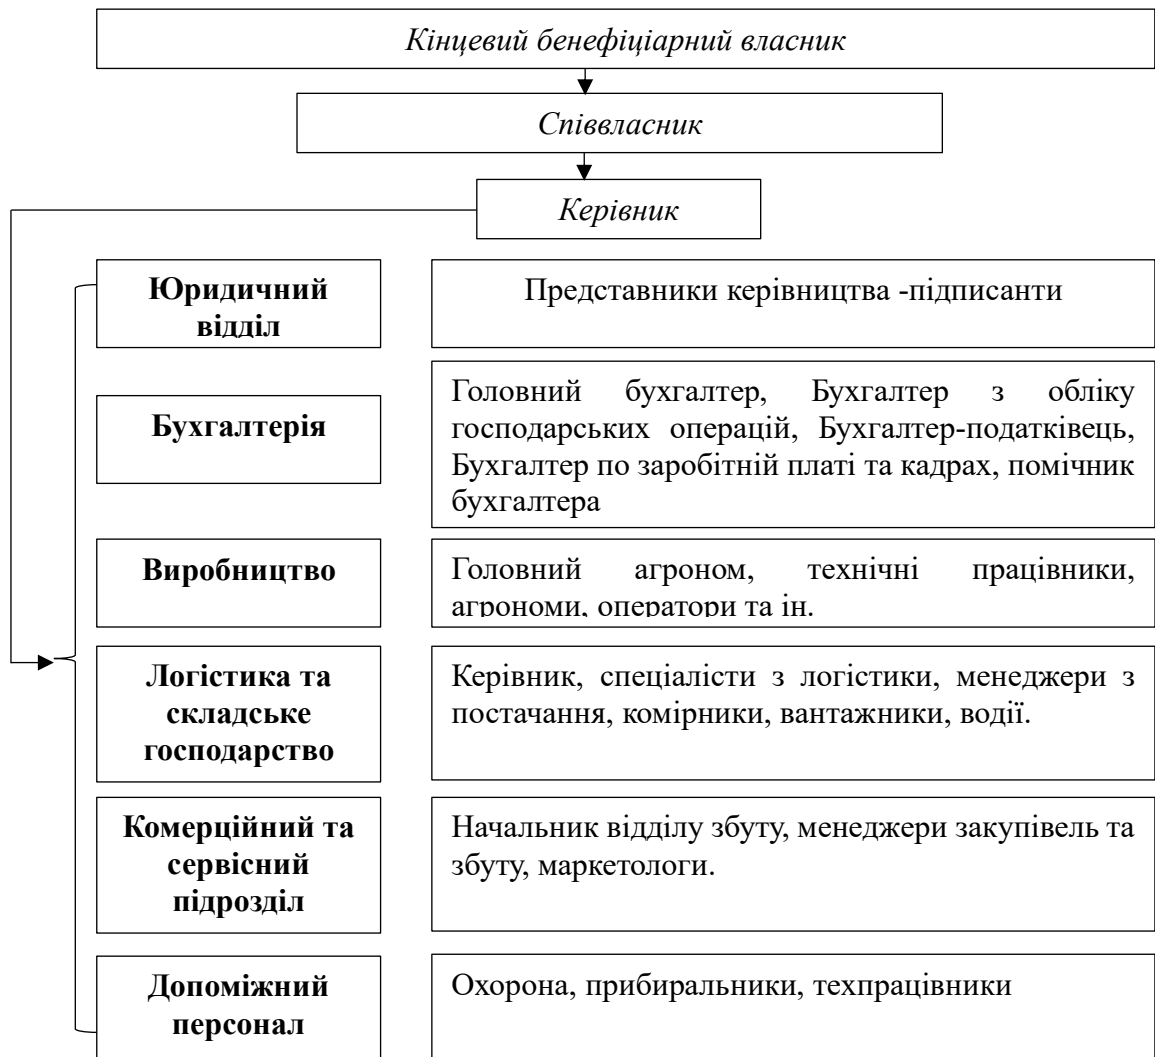 Кінцевий бенефіціарний власник
Співвласник
Керівник
Юридичний
відділ
Представники керівництва -підписанти
Бухгалтерія
Головний бухгалтер, Бухгалтер з обліку
господарських операцій, Бухгалтер-податківець,
Бухгалтер по заробітній платі та кадрах, помічник
бухгалтера
Виробництво
Головний агроном, технічні працівники,
агрономи, оператори та ін.
Логістика та
складське
господарство
Керівник, спеціалісти з логістики, менеджери з
постачання, комірники, вантажники, водії.
Комерційний та
сервісний
підрозділ
Начальник відділу збуту, менеджери закупівель та
збуту, маркетологи.
Допоміжний
персонал
Охорона, прибиральники, техпрацівники